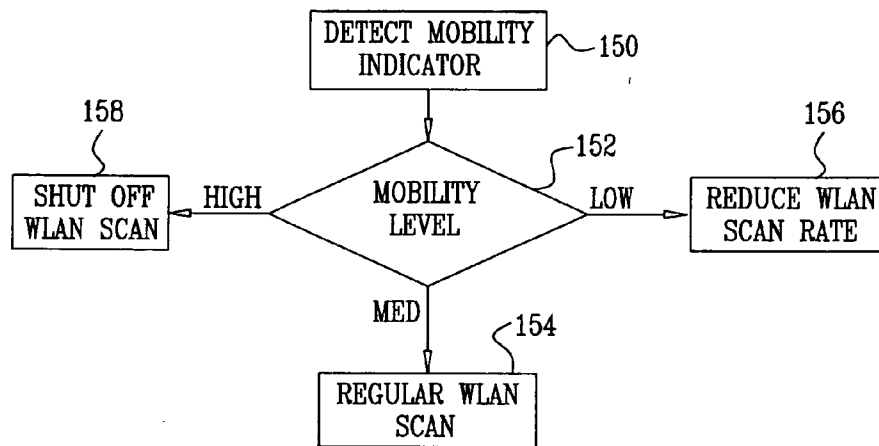 DETECT MOBILITY
INDICATOR
150
158
152
156
SHUT OFF
WLAN SCAN
HIGH
MOBILITY
LEVEL
LOW
REDUCE WLAN
SCAN RATE
MED
154
REGULAR WLAN
SCAN